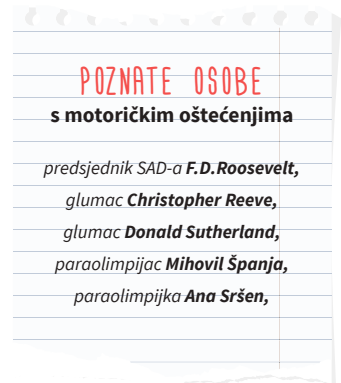 POZNATE OSOBE
s motoričkim oštećenjima
predsjednik SAD-a F.D.Roosevelt,
glumac Christopher Reeve,
glumac Donald Sutherland,
paraolimpijac Mihovil Španja,
paraolimpijka Ana Sršen,